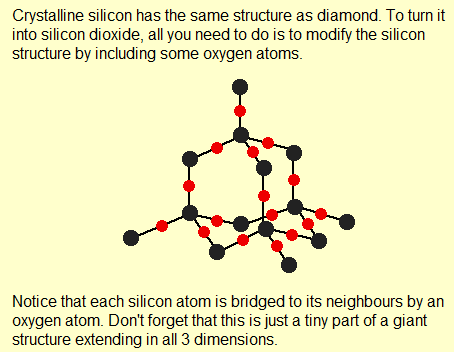 Crystalline silicon has the same structure as diamond. To turn it
into silicon dioxide, all you need to do is to modify the silicon
structure by including some oxygen atoms.
Notice that each silicon atom is bridged to its neighbours by an
oxygen atom. Don't forget that this is just a tiny part of a giant
structure extending in all 3 dimensions.